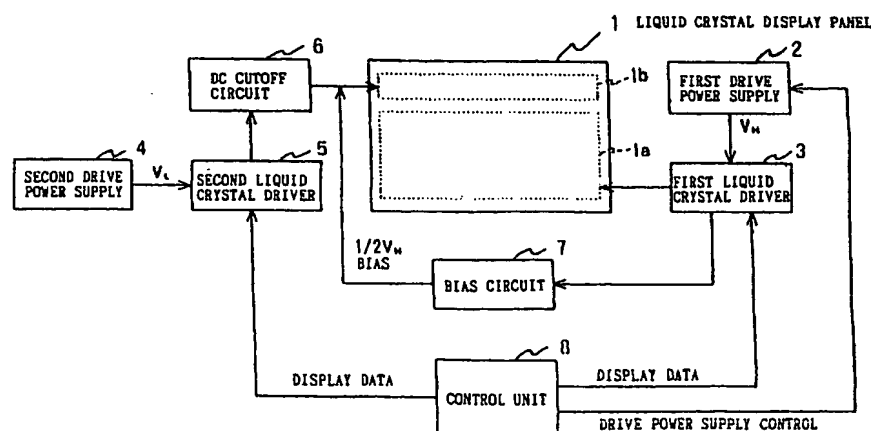 1 LIQUID CRYSTAL DISPLAY PANEL
6
DC CUTOFF
CIRCUIT
1b
2
FIRST DRIVE
POWER SUPPLY
VH
1a
4
SECOND DRIVE
POWER SUPPLY
VL
5
SECOND LIQUID
CRYSTAL DRIVER
3
FIRST LIQUID
CRYSTAL DRIVER
1/2VH
BIAS
7
BIAS CIRCUIT
8
CONTROL UNIT
DISPLAY DATA
DISPLAY DATA
DRIVE POWER SUPPLY CONTROL